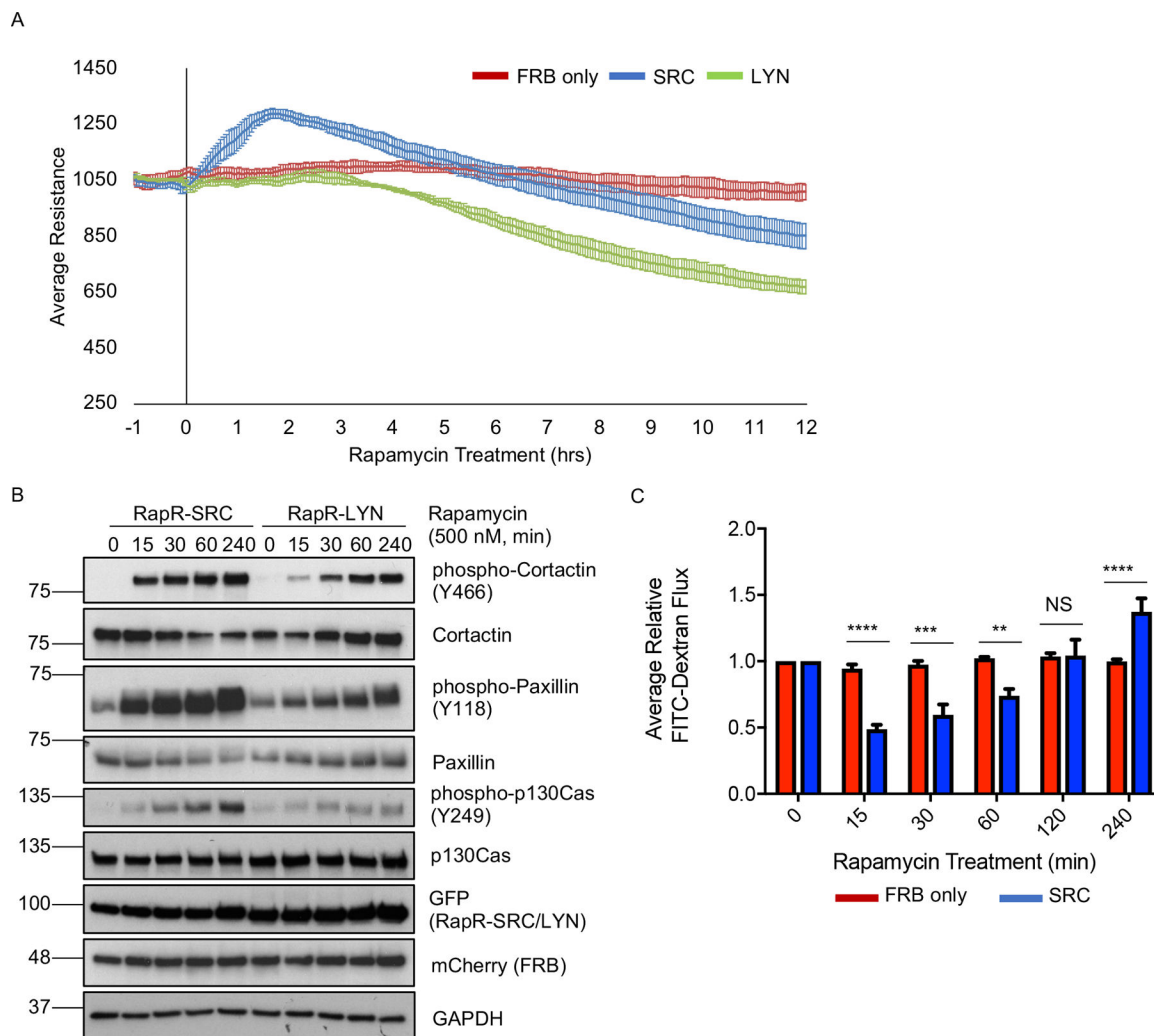 A
1450
1250
1050
850
650
450
250
Average Resistance
FRB only SRC LYN
-1 0 1 2 3 4 5 6 7 8 9 10 11 12
Rapamycin Treatment (hrs)
B
RapR-SRC RapR-LYN Rapamycin
0 15 30 60 240 0 15 30 60 240 (500 nM, min)
75 phospho-Cortactin
(Y466)
75 Cortactin
75 phospho-Paxillin
(Y118)
75 Paxillin
135 phospho-p130Cas
(Y249)
135 p130Cas
100 GFP
(RapR-SRC/LYN)
48 mCherry (FRB)
37 GAPDH
C
2.0
1.5
1.0
0.5
0.0
Average Relative
FITC-Dextran Flux
**** *** ** NS ****
0 15 30 60 120 240
Rapamycin Treatment (min)
FRB only SRC